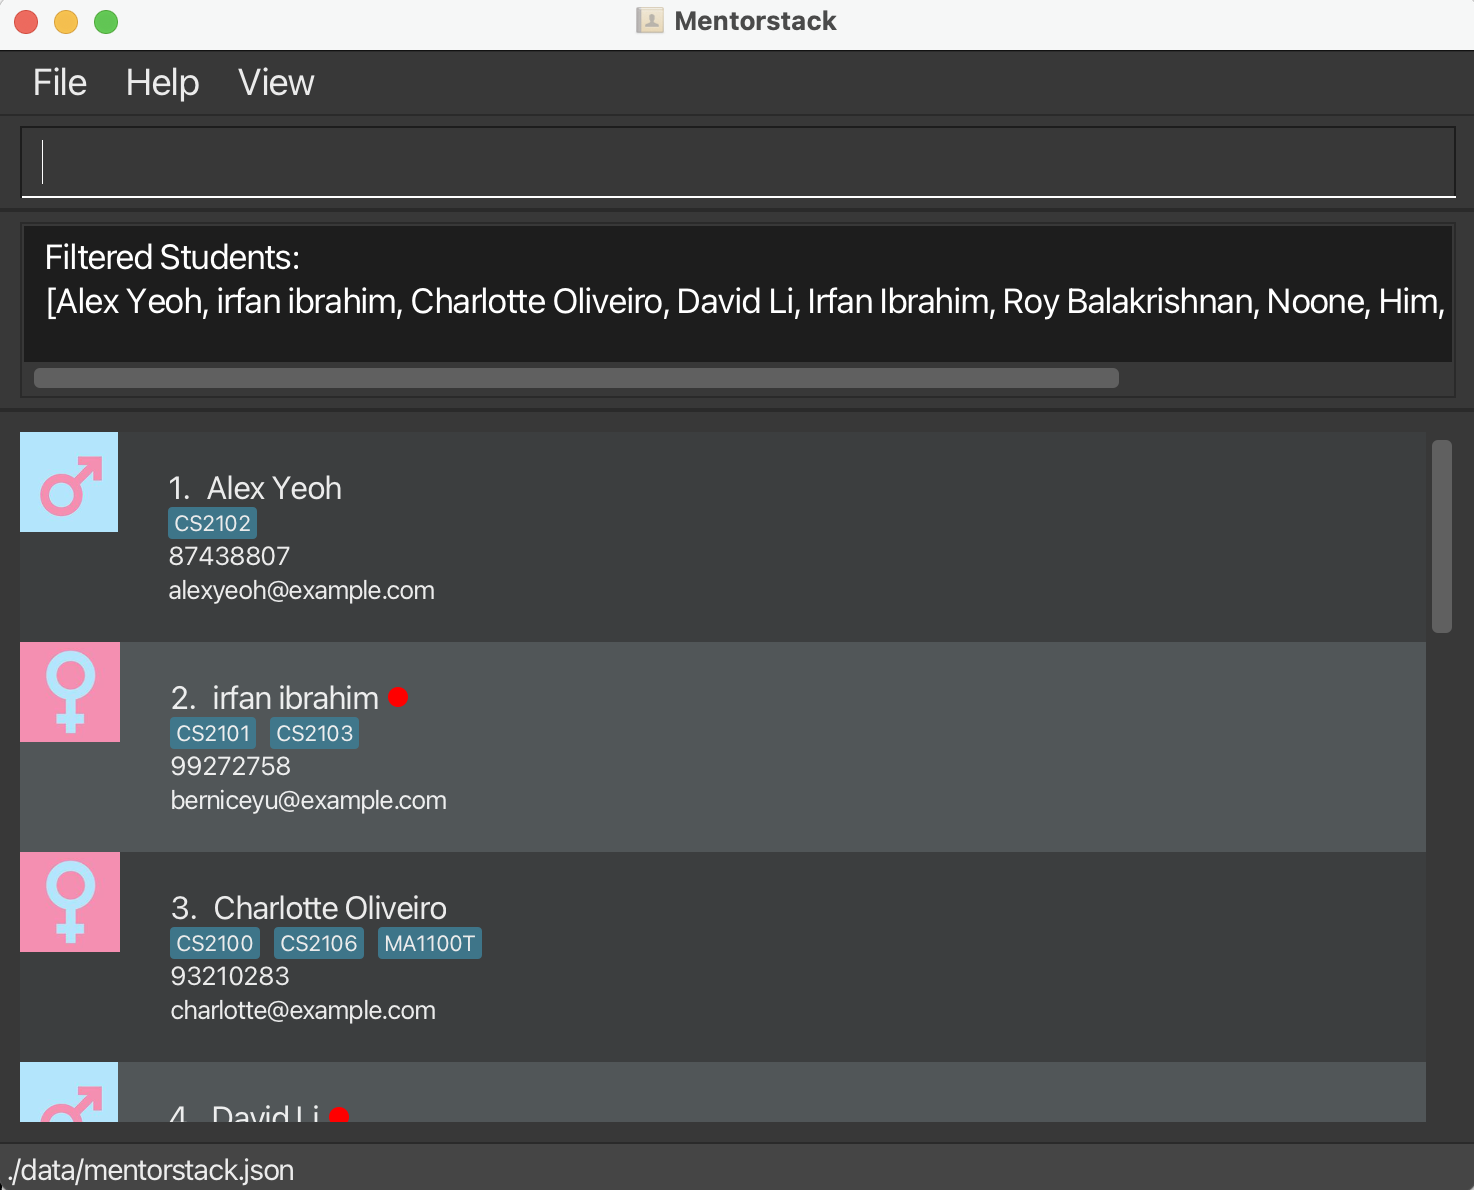 Mentorstack
File Help View
Filtered Students:
[Alex Yeoh, irfan ibrahim, Charlotte Oliveiro, David Li, Irfan Ibrahim, Roy Balakrishnan, Noone, Him,
1. Alex Yeoh
CS2102
87438807
alexyeoh@example.com
2. irfan ibrahim
CS2101 CS2103
99272758
berniceyu@example.com
3. Charlotte Oliveiro
CS2100 CS2106 MA1100T
93210283
charlotte@example.com
4. David Li
./data/mentorstack.json